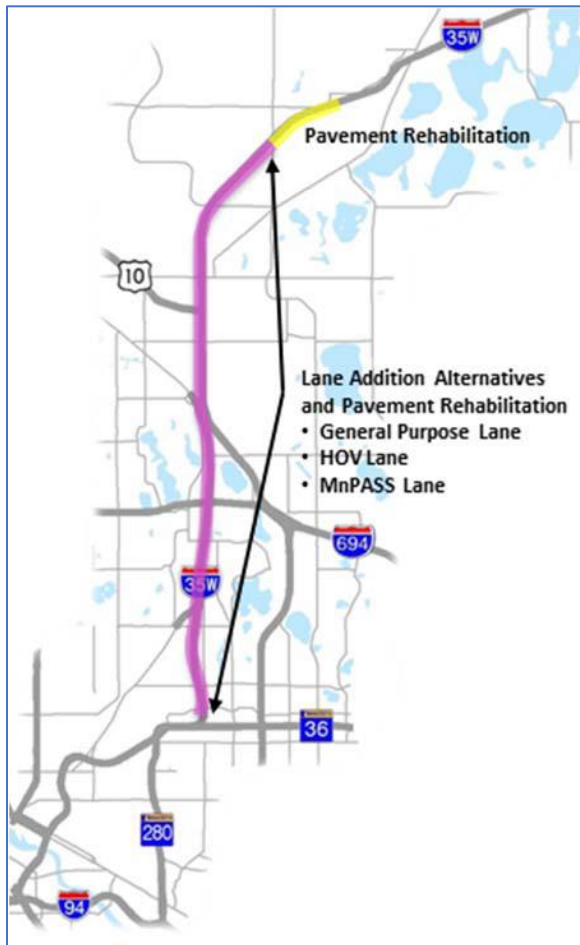 35W
Pavement Rehabilitation
10
Lane Addition Alternatives
and Pavement Rehabilitation
• General Purpose Lane
• HOV Lane
• MnPASS Lane
694
35W
36
280
94